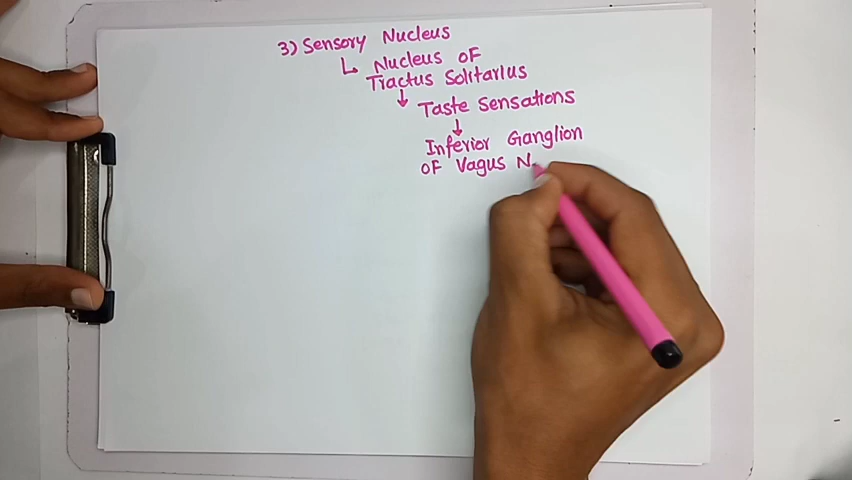 3) Sensory Nucleus
Nucleus OF
Tractus Solitarius
Taste Sensations
Inferior Ganglion
OF Vagus N